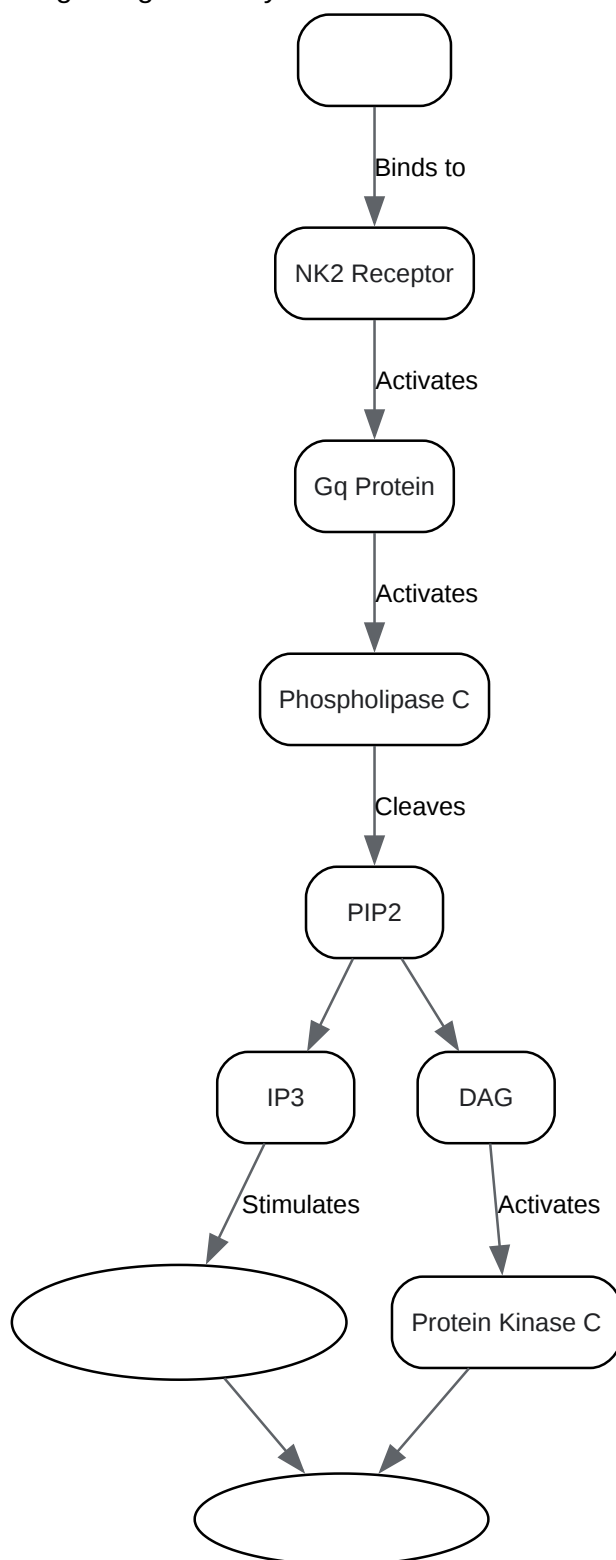 Binds to
NK2 Receptor
Activates
Gq Protein
Activates
Phospholipase C
Cleaves
PIP2
IP3
DAG
Stimulates
Activates
Protein Kinase C